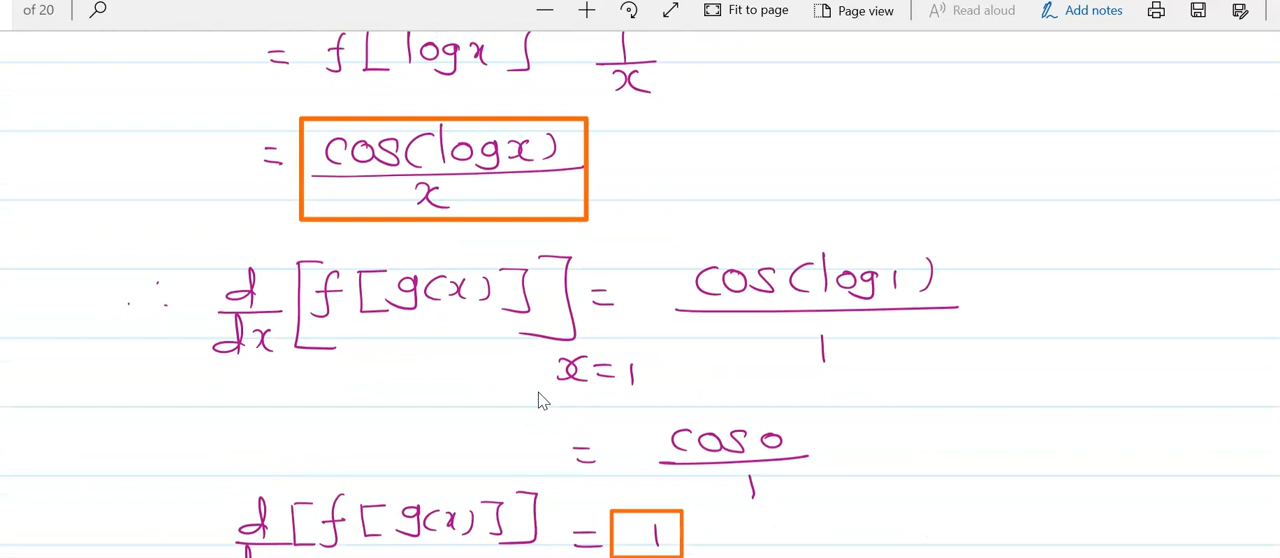 of 20 Fit to page Page view Read aloud Add notes
= f[log x] 1/x
= cos(log x)/x
∴ d/dx [f[g(x)]] x=1 = cos(log 1)/1
= cos 0/1
d [f[g(x)]] = 1